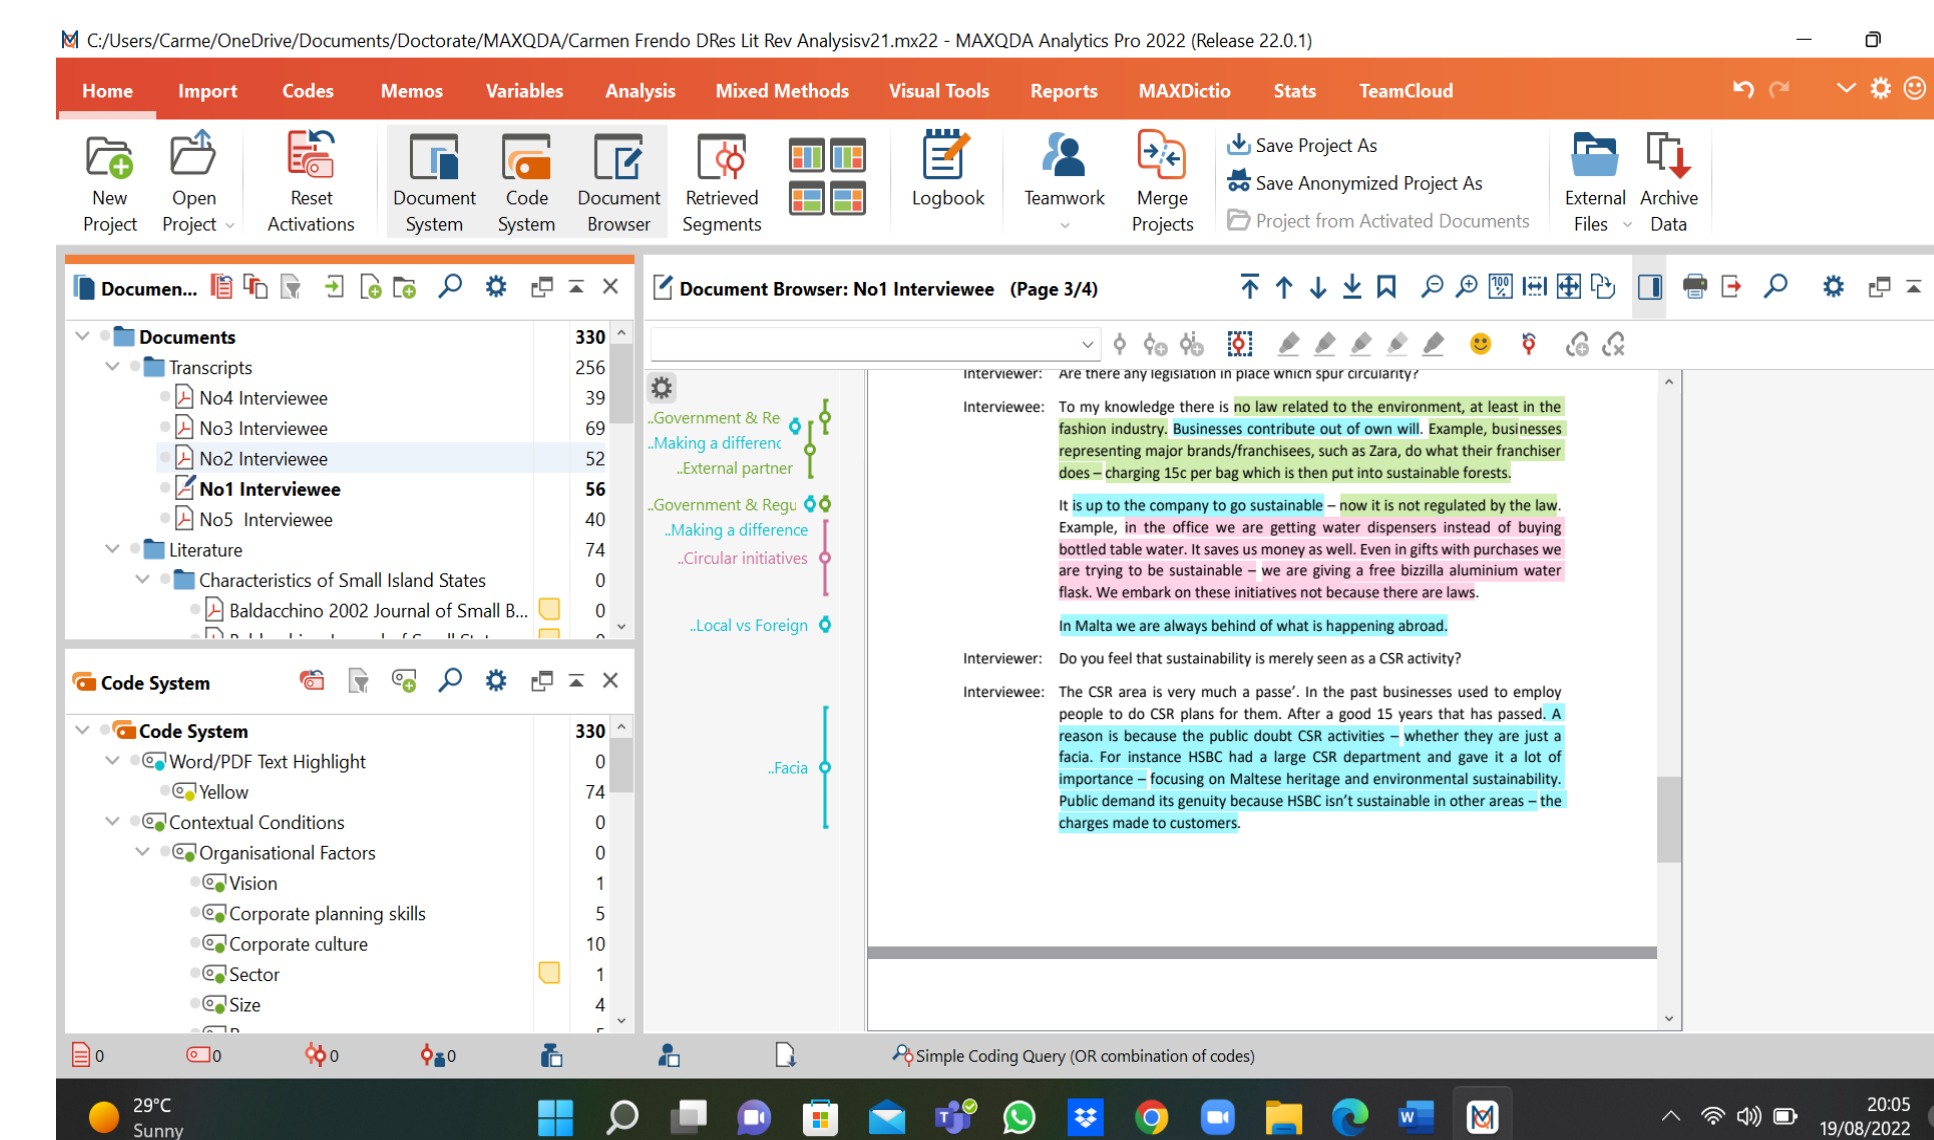 C:/Users/Carme/OneDrive/Documents/Doctorate/MAXQDA/Carmen Frendo DRes Lit Rev Analysisv21.mx22 - MAXQDA Analytics Pro 2022 (Release 22.0.1)
Home Import Codes Memos Variables Analysis Mixed Methods Visual Tools Reports MAXDictio Stats TeamCloud
New Project
Open Project
Reset Activations
Document System
Code System
Document Browser
Retrieved Segments
Logbook
Teamwork
Merge Projects
Save Project As
Save Anonymized Project As
Project from Activated Documents
External Files
Archive Data
Documen...
Documents 330
Transcripts 256
No4 Interviewee 39
No3 Interviewee 69
No2 Interviewee 52
No1 Interviewee 56
No5 Interviewee 40
Literature 74
Characteristics of Small Island States 0
Baldacchino 2002 Journal of Small B... 0
Code System
Code System 330
Word/PDF Text Highlight 0
Yellow 74
Contextual Conditions 0
Organisational Factors 0
Vision 1
Corporate planning skills 5
Corporate culture 10
Sector 1
Size 4
Document Browser: No1 Interviewee (Page 3/4)
100 %
..Government & Re
..Making a differenc
..External partner
..Government & Regu
..Making a difference
..Circular initiatives
..Local vs Foreign
..Facia
Interviewer: Are there any legislation in place which spur circularity?
Interviewee: To my knowledge there is no law related to the environment, at least in the
fashion industry. Businesses contribute out of own will. Example, businesses
representing major brands/franchisees, such as Zara, do what their franchiser
does – charging 15c per bag which is then put into sustainable forests.
It is up to the company to go sustainable – now it is not regulated by the law.
Example, in the office we are getting water dispensers instead of buying
bottled table water. It saves us money as well. Even in gifts with purchases we
are trying to be sustainable – we are giving a free bizzilla aluminium water
flask. We embark on these initiatives not because there are laws.
In Malta we are always behind of what is happening abroad.
Interviewer: Do you feel that sustainability is merely seen as a CSR activity?
Interviewee: The CSR area is very much a passe’. In the past businesses used to employ
people to do CSR plans for them. After a good 15 years that has passed. A
reason is because the public doubt CSR activities – whether they are just a
facia. For instance HSBC had a large CSR department and gave it a lot of
importance – focusing on Maltese heritage and environmental sustainability.
Public demand its genuity because HSBC isn’t sustainable in other areas – the
charges made to customers.
0 0 0 0
Simple Coding Query (OR combination of codes)
29°C
Sunny
20:05
19/08/2022